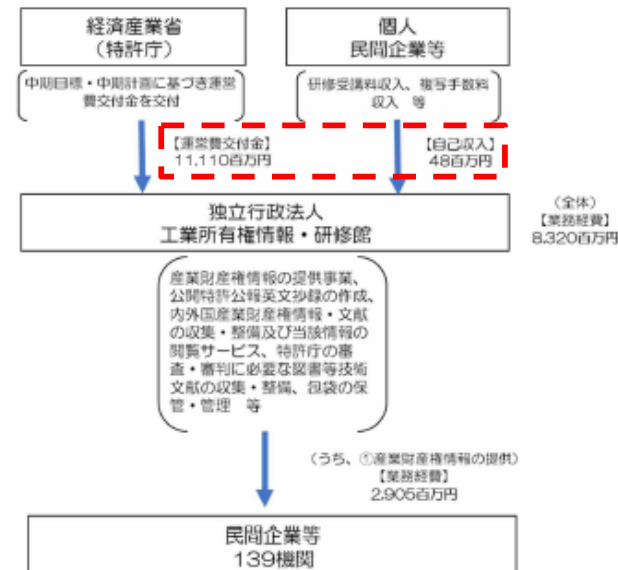 経済産業省
(特許庁)
個人
民間企業等
中期目標・中期計画に基づき運営
費交付金を交付
研修受講料収入、複写手数料
収入　等
【運営費交付金】
11,110百万円
【自己収入】
48百万円
独立行政法人
工業所有権情報・研修館
(全体)
【業務経費】
8,320百万円
産業財産権情報の提供事業、
公開特許公報英文抄録の作成、
内外国産業財産権情報・文献
の収集・整備及び当該情報の
閲覧サービス、特許庁の審
査・審判に必要な図書等技術
文献の収集・整備、包袋の保
管・管理　等
(うち、①産業財産権情報の提供)
【業務経費】
2,905百万円
民間企業等
139機関